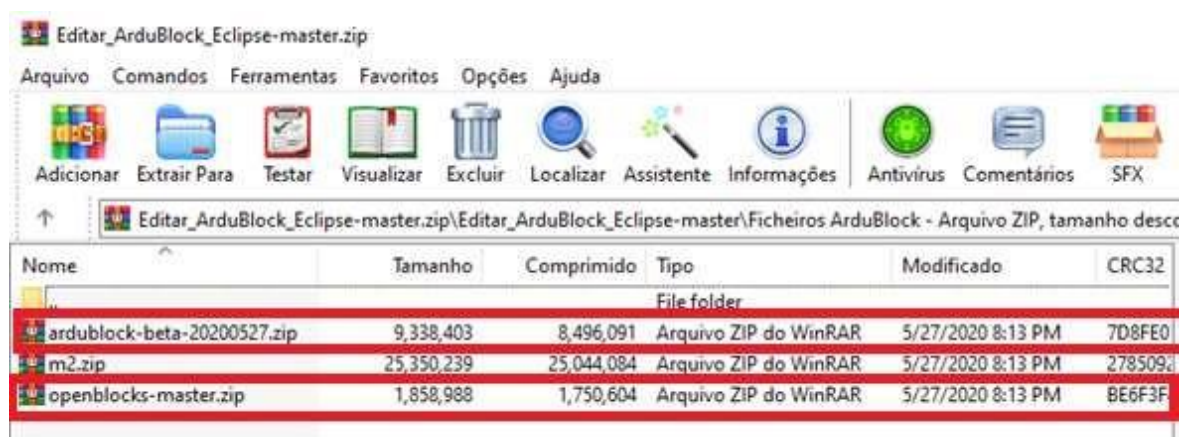 Editar_ArduBlock_Eclipse-master.zip
Arquivo Comandos Ferramentas Favoritos Opções Ajuda
Adicionar Extrair Para Testar Visualizar Excluir Localizar Assistente Informações Antivírus Comentários SFX
Editar_ArduBlock_Eclipse-master.zip\Editar_ArduBlock_Eclipse-master\Ficheiros ArduBlock - Arquivo ZIP, tamanho desco
Nome Tamanho Comprimido Tipo Modificado CRC32
.. File folder
ardublock-beta-20200527.zip 9,338,403 8,496,091 Arquivo ZIP do WinRAR 5/27/2020 8:13 PM 7D8FE0
m2.zip 25,350,239 25,044,084 Arquivo ZIP do WinRAR 5/27/2020 8:13 PM 2785092
openblocks-master.zip 1,858,988 1,750,604 Arquivo ZIP do WinRAR 5/27/2020 8:13 PM BE6F3F